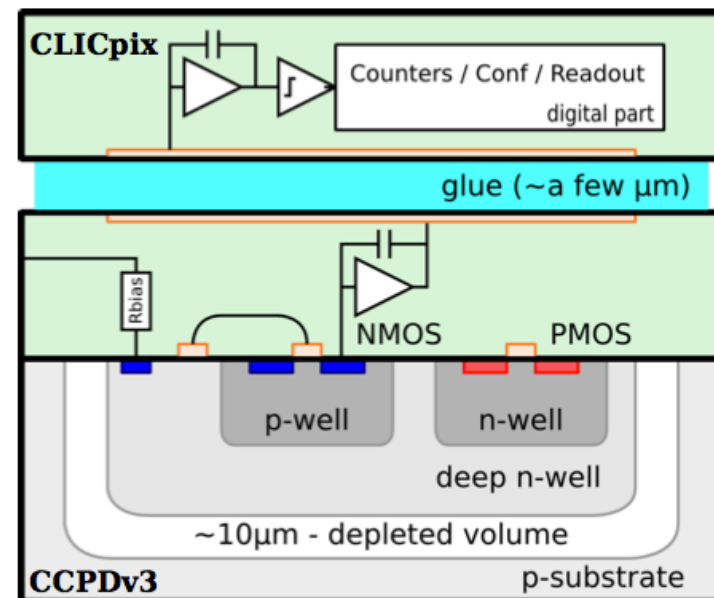 CLICpix
Counters / Conf / Readout
digital part
glue (~a few µm)
Rbias
NMOS
PMOS
p-well
n-well
deep n-well
~10µm - depleted volume
CCPDv3
p-substrate